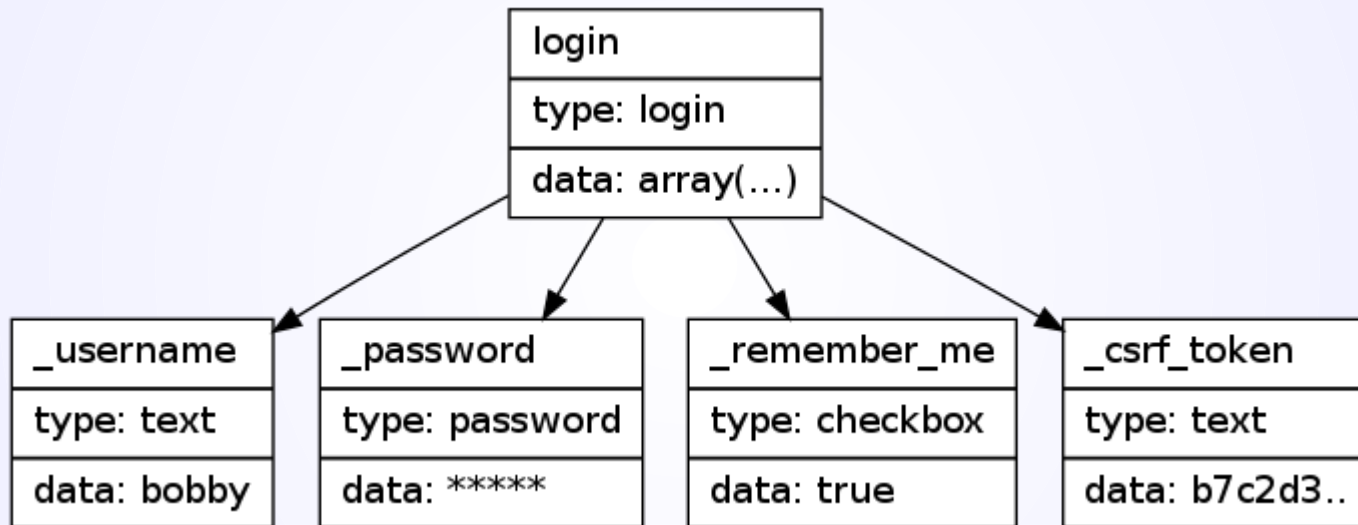 login
type: login
data: array(...)
_username
type: text
data: bobby
_password
type: password
data: *****
_remember_me
type: checkbox
data: true
_csrf_token
type: text
data: b7c2d3..